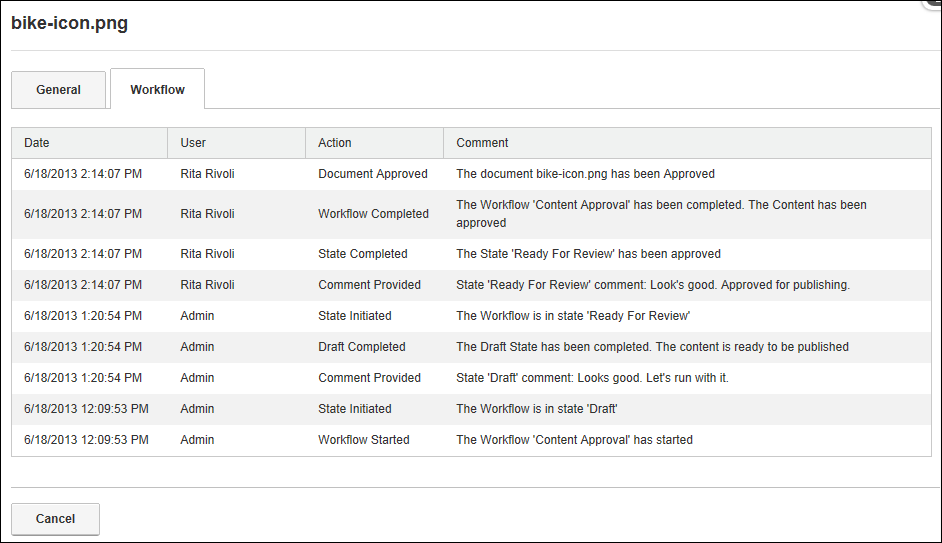 bike-icon.png
General Workflow
Date User Action Comment
6/18/2013 2:14:07 PM Rita Rivoli Document Approved The document bike-icon.png has been Approved
6/18/2013 2:14:07 PM Rita Rivoli Workflow Completed The Workflow 'Content Approval' has been completed. The Content has been
approved
6/18/2013 2:14:07 PM Rita Rivoli State Completed The State 'Ready For Review' has been approved
6/18/2013 2:14:07 PM Rita Rivoli Comment Provided State 'Ready For Review' comment: Look's good. Approved for publishing.
6/18/2013 1:20:54 PM Admin State Initiated The Workflow is in state 'Ready For Review'
6/18/2013 1:20:54 PM Admin Draft Completed The Draft State has been completed. The content is ready to be published
6/18/2013 1:20:54 PM Admin Comment Provided State 'Draft' comment: Looks good. Let's run with it.
6/18/2013 12:09:53 PM Admin State Initiated The Workflow is in state 'Draft'
6/18/2013 12:09:53 PM Admin Workflow Started The Workflow 'Content Approval' has started
Cancel